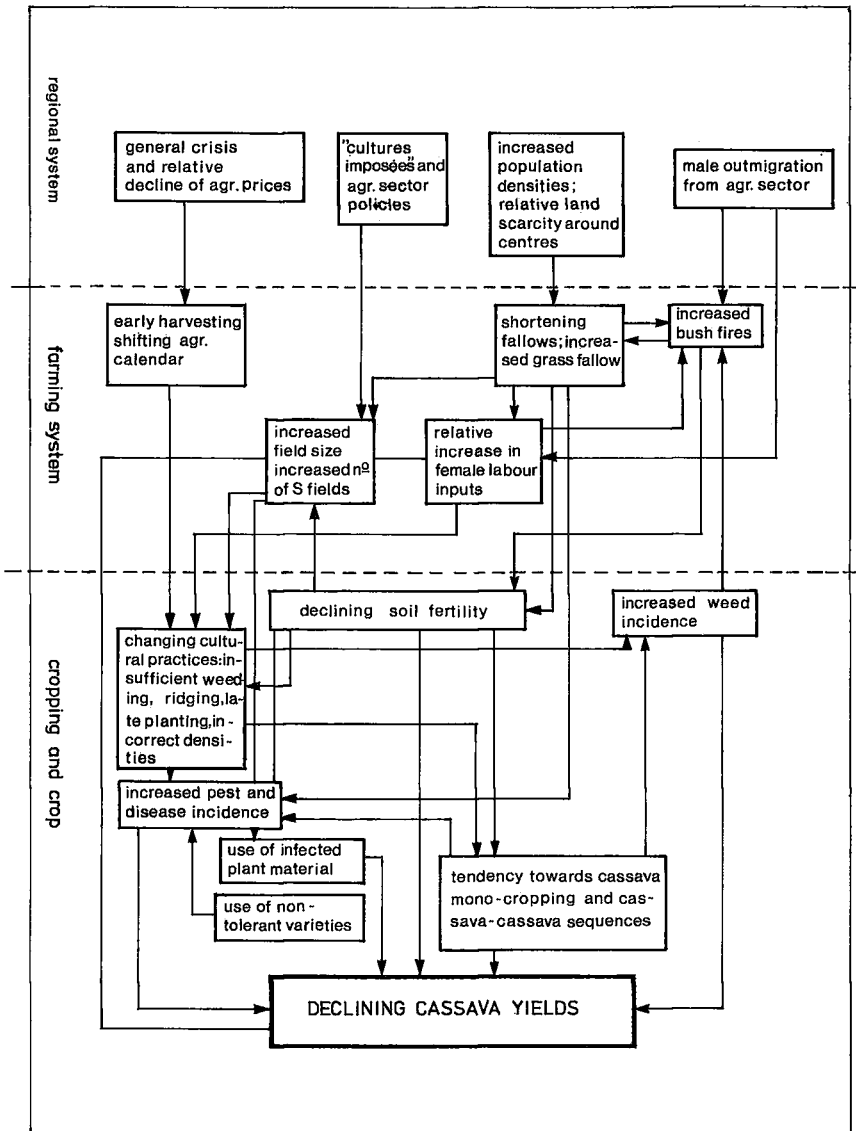 regional system
general crisis
and relative
decline of agr. prices
"cultures
imposées" and
agr. sector
policies
increased
population
densities;
relative land
scarcity around
centres
male outmigration
from agr. sector
farming system
early harvesting
shifting agr.
calendar
shortening
fallows; increa-
sed grass fallow
increased
bush fires
increased
field size
increased nº
of S fields
relative
increase in
female labour
inputs
cropping and crop
declining soil fertility
increased weed
incidence
changing cultu-
ral practices:in-
sufficient weed-
ing, ridging, la-
te planting, in-
correct densi-
ties
increased pest and
disease incidence
use of infected
plant material
use of non-
tolerant varieties
tendency towards cassava
mono-cropping and cas-
sava-cassava sequences
DECLINING CASSAVA YIELDS